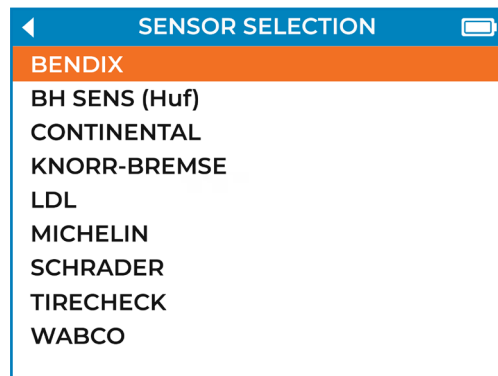 SENSOR SELECTION
BENDIX
BH SENS (Huf)
CONTINENTAL
KNORR-BREMSE
LDL
MICHELIN
SCHRADER
TIRECHECK
WABCO